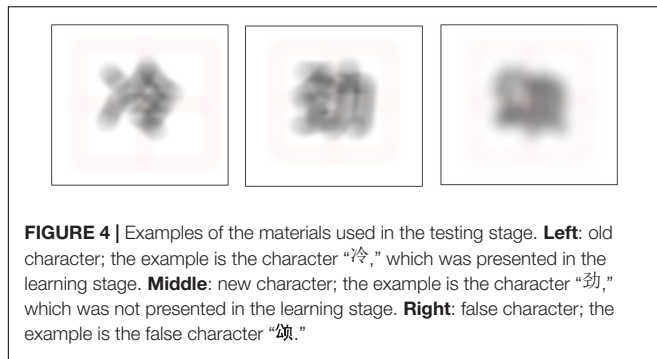 冷 劲
FIGURE 4 | Examples of the materials used in the testing stage. Left: old
character; the example is the character “冷,” which was presented in the
learning stage. Middle: new character; the example is the character “劲,”
which was not presented in the learning stage. Right: false character; the
example is the false character “.”